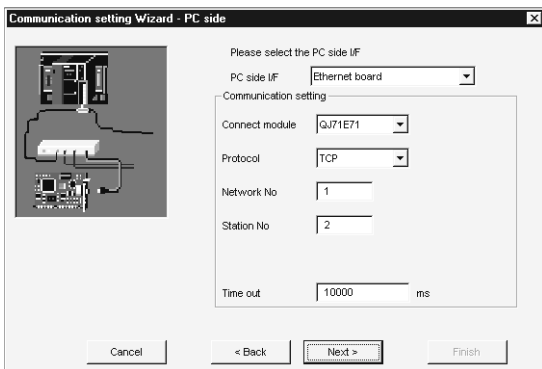 Communication setting Wizard - PC side
Please select the PC side I/F
PC side I/F Ethernet board
Communication setting
Connect module QJ71E71
Protocol TCP
Network No 1
Station No 2
Time out 10000 ms
Cancel < Back Next > Finish